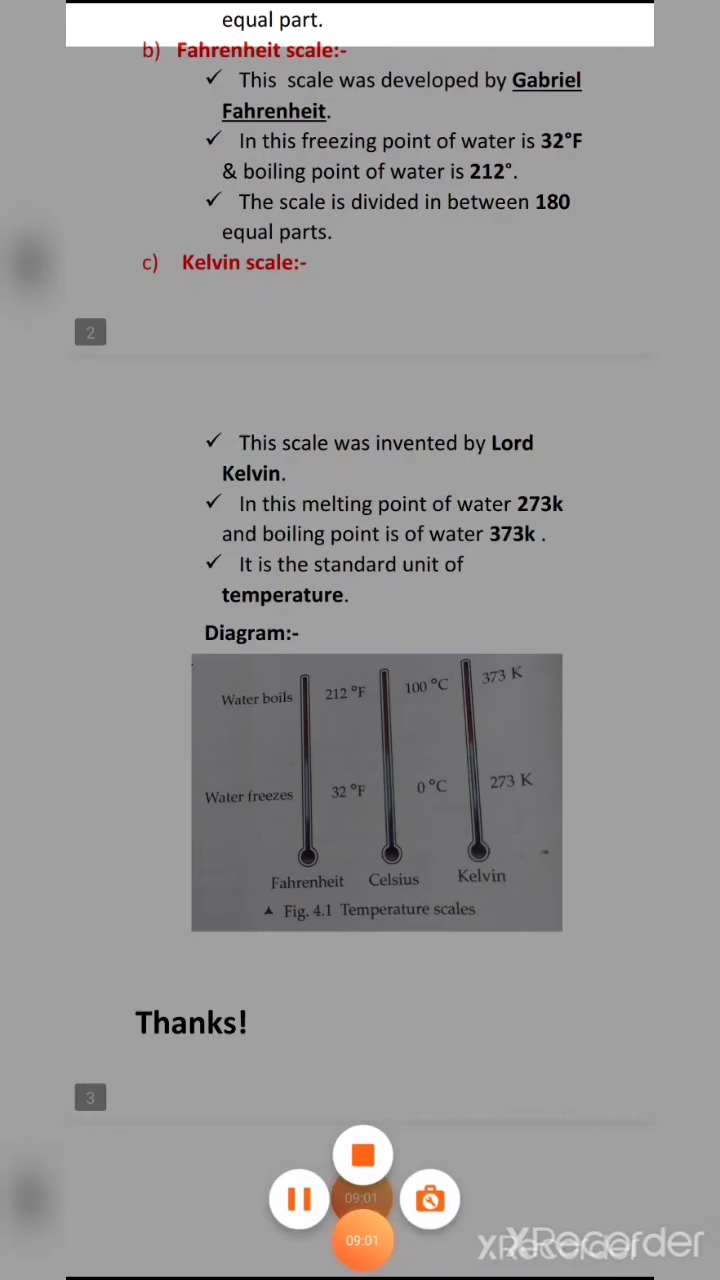 equal part.
b) Fahrenheit scale:-
✓ This scale was developed by Gabriel
Fahrenheit.
✓ In this freezing point of water is 32°F
& boiling point of water is 212°.
✓ The scale is divided in between 180
equal parts.
c) Kelvin scale:-
2
✓ This scale was invented by Lord
Kelvin.
✓ In this melting point of water 273k
and boiling point is of water 373k .
✓ It is the standard unit of
temperature.
Diagram:-
Water boils 212 °F 100 °C 373 K
Water freezes 32 °F 0 °C 273 K
Fahrenheit Celsius Kelvin
▲ Fig. 4.1 Temperature scales
Thanks!
3
09:01
09:01
XRecorder
XRecorder